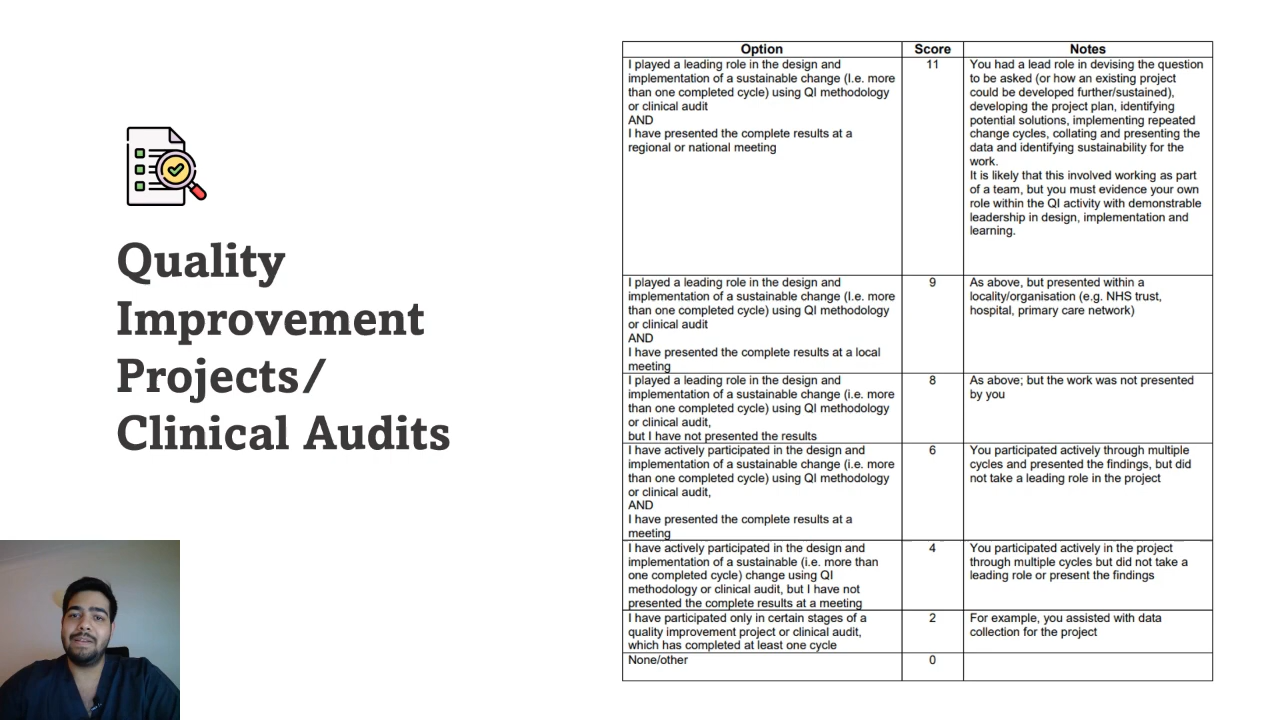 Quality
Improvement
Projects/
Clinical Audits
Option Score Notes
I played a leading role in the design and
implementation of a sustainable change (I.e. more
than one completed cycle) using QI methodology
or clinical audit
AND
I have presented the complete results at a
regional or national meeting
11
You had a lead role in devising the question
to be asked (or how an existing project
could be developed further/sustained),
developing the project plan, identifying
potential solutions, implementing repeated
change cycles, collating and presenting the
data and identifying sustainability for the
work.
It is likely that this involved working as part
of a team, but you must evidence your own
role within the QI activity with demonstrable
leadership in design, implementation and
learning.
I played a leading role in the design and
implementation of a sustainable change (I.e. more
than one completed cycle) using QI methodology
or clinical audit
AND
I have presented the complete results at a local
meeting
9
As above, but presented within a
locality/organisation (e.g. NHS trust,
hospital, primary care network)
I played a leading role in the design and
implementation of a sustainable change (i.e. more
than one completed cycle) using QI methodology
or clinical audit,
but I have not presented the results
8
As above; but the work was not presented
by you
I have actively participated in the design and
implementation of a sustainable change (i.e. more
than one completed cycle) using QI methodology
or clinical audit,
AND
I have presented the complete results at a
meeting
6
You participated actively through multiple
cycles and presented the findings, but did
not take a leading role in the project
I have actively participated in the design and
implementation of a sustainable (i.e. more than
one completed cycle) change using QI
methodology or clinical audit, but I have not
presented the complete results at a meeting
4
You participated actively in the project
through multiple cycles but did not take a
leading role or present the findings
I have participated only in certain stages of a
quality improvement project or clinical audit,
which has completed at least one cycle
2
For example, you assisted with data
collection for the project
None/other
0